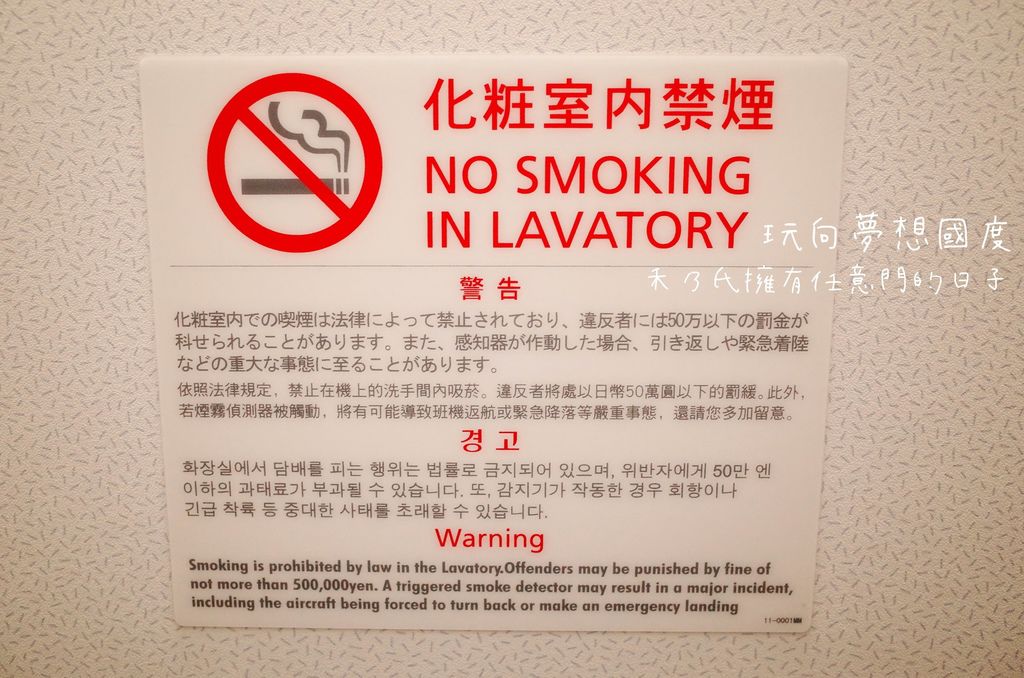 化粧室内禁煙
NO SMOKING
IN LAVATORY
玩向夢想國度
禾乃氏擁有任意門的日子
警告
化粧室内での喫煙は法律によって禁止されており、違反者には50万以下の罰金が
科せられることがあります。また、感知器が作動した場合、引き返しや緊急着陸
などの重大な事態に至ることがあります。
依照法律規定，禁止在機上的洗手間內吸菸。違反者將處以日幣50萬圓以下的罰緩。此外，
若煙霧偵測器被觸動，將有可能導致班機返航或緊急降落等嚴重事態，還請您多加留意。
경고
화장실에서 담배를 피는 행위는 법률로 금지되어 있으며, 위반자에게 50만 엔
이하의 과태료가 부과될 수 있습니다. 또, 감지기가 작동한 경우 회항이나
긴급 착륙 등 중대한 사태를 초래할 수 있습니다.
Warning
Smoking is prohibited by law in the Lavatory.Offenders may be punished by fine of
not more than 500,000yen. A triggered smoke detector may result in a major incident,
including the aircraft being forced to turn back or make an emergency landing
11-0001MM